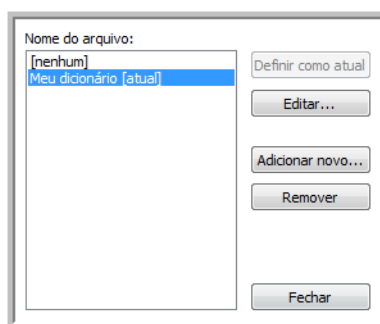 Nome do arquivo:
[nenhum]
Meu dicionário [atual]
Definir como atual
Editar...
Adicionar novo...
Remover
Fechar